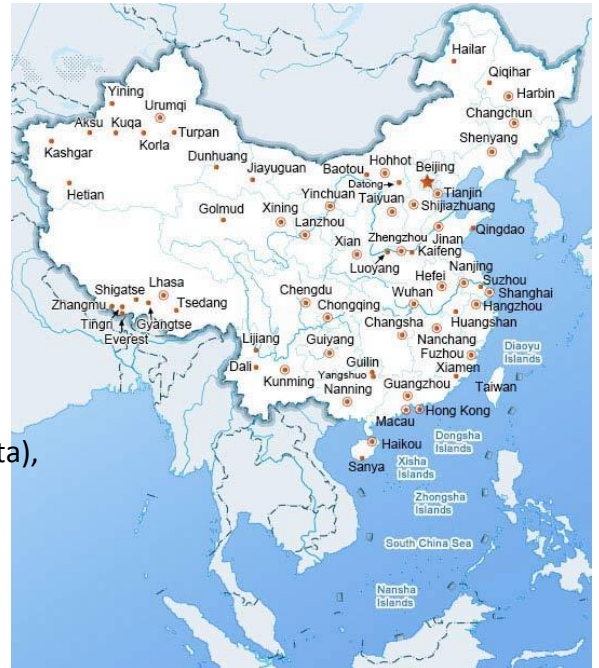 Hailar
Qiqihar
Harbin
Changchun
Shenyang
Yining
Urumqi
Aksu
Kuqa
Korla
Turpan
Kashgar
Hetian
Dunhuang
Jiayuguan
Baotou
Hohhot
Datong
Beijing
Tianjin
Taiyuan
Shijiazhuang
Yinchuan
Golmud
Xining
Lanzhou
Jinan
Qingdao
Xian
Zhengzhou
Kaifeng
Luoyang
Nanjing
Hefei
Suzhou
Shanghai
Hangzhou
Wuhan
Huangshan
Chengdu
Chongqing
Lhasa
Shigatse
Zhangmu
Tsedang
Tingri
Gyangtse
Everest
Changsha
Nanchang
Lijiang
Guiyang
Guilin
Yangshuo
Fuzhou
Xiamen
Dali
Kunming
Nanning
Guangzhou
Taiwan
Diaoyu
Islands
Macau
Hong Kong
Haikou
Sanya
Dongsha
Islands
Xisha
Islands
Zhongsha
Islands
South China Sea
Nansha
Islands
ta),